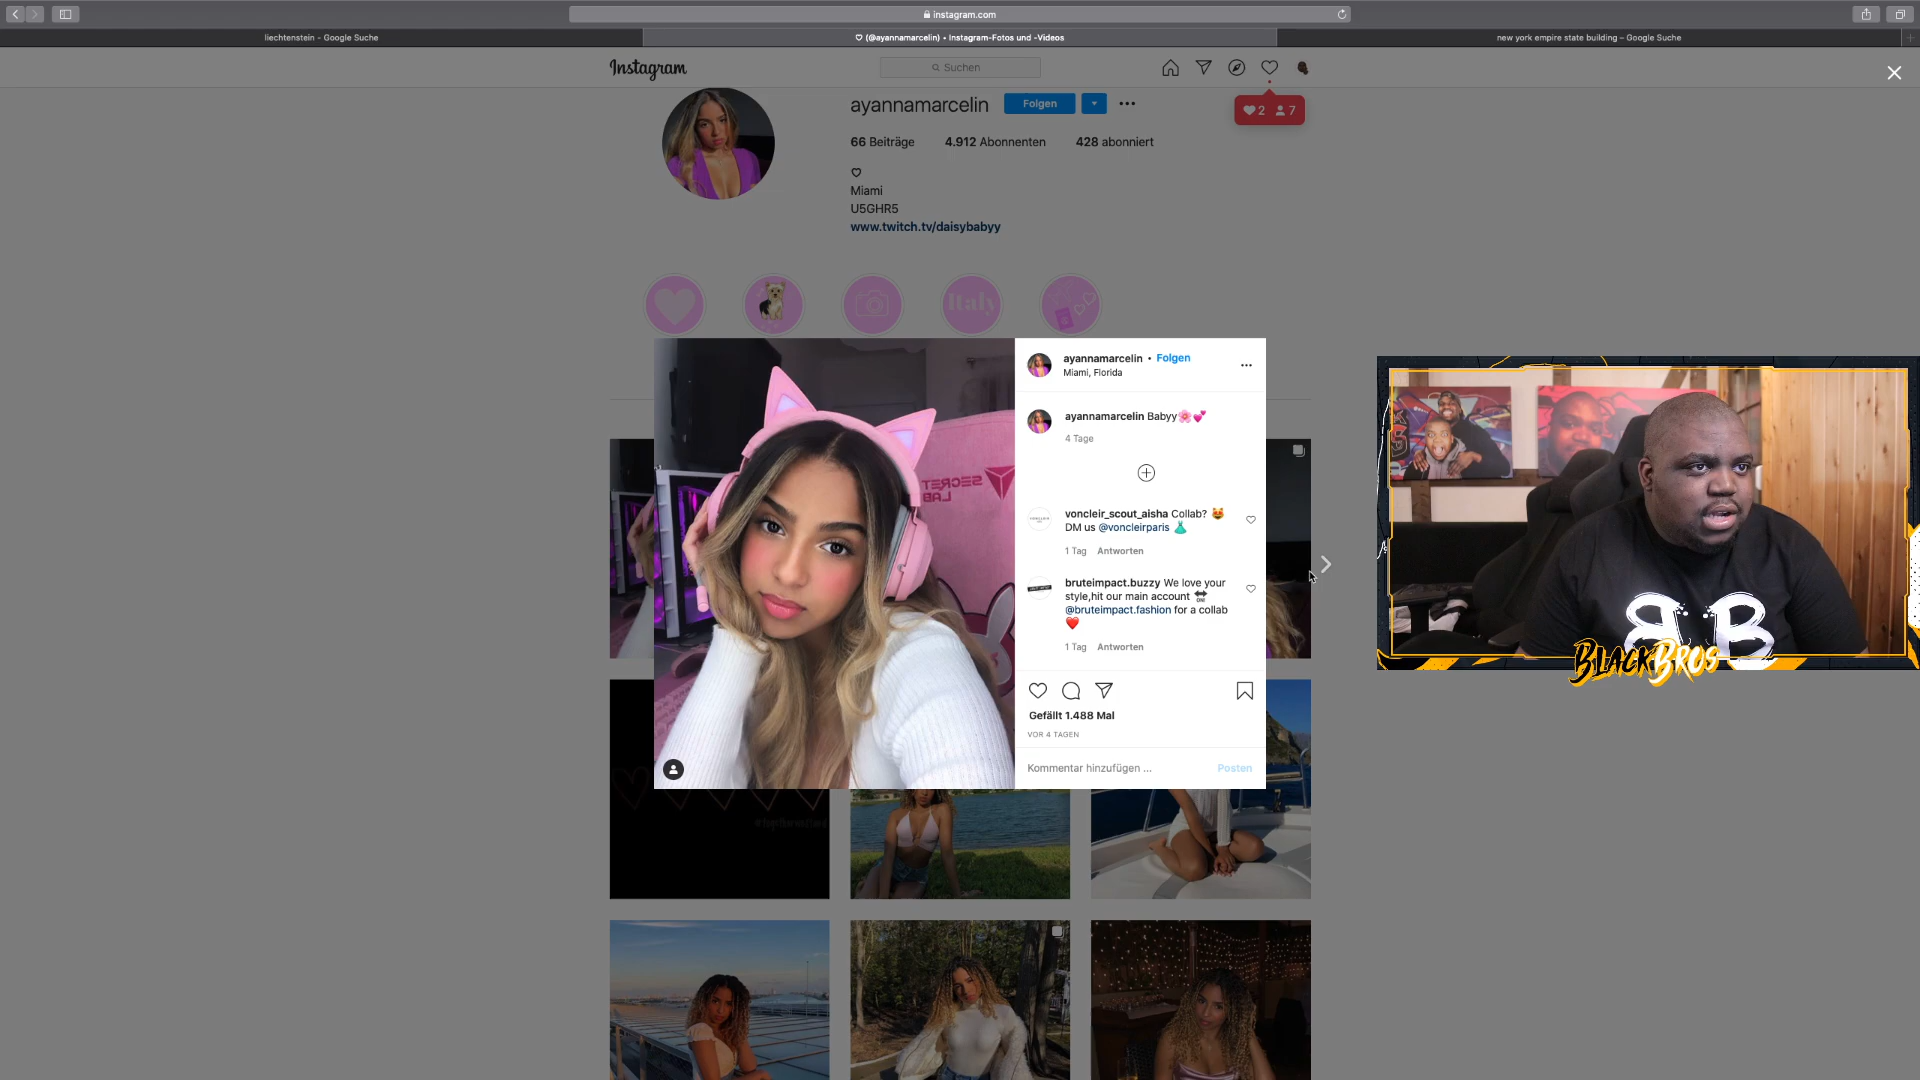 instagram.com
liechtenstein - Google Suche
♡ (@ayannamarcelin) • Instagram-Fotos und -Videos
new york empire state building - Google Suche
Instagram
Suchen
ayannamarcelin
Folgen
2 7
66 Beiträge 4.912 Abonnenten 428 abonniert
♡
Miami
U5GHR5
www.twitch.tv/daisybabyy
Italy
SECRET LAB
ayannamarcelin • Folgen
Miami, Florida
ayannamarcelin Babyy🌸💕
4 Tage
voncleir_scout_aisha Collab? 😻
DM us @voncleirparis 👗
1 Tag Antworten
bruteimpact.buzzy We love your
style,hit our main account 🔛
@bruteimpact.fashion for a collab
❤️
1 Tag Antworten
Gefällt 1.488 Mal
VOR 4 TAGEN
Kommentar hinzufügen ...
Posten
BB
BLACKBROS